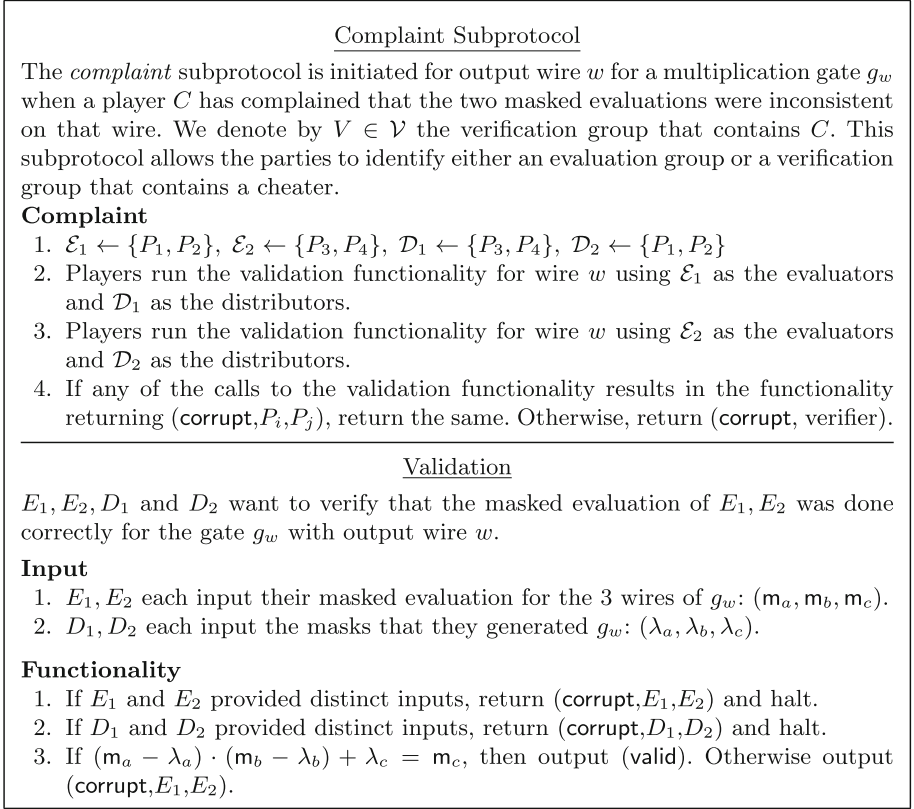 Complaint Subprotocol
The complaint subprotocol is initiated for output wire w for a multiplication gate g_w
when a player C has complained that the two masked evaluations were inconsistent
on that wire. We denote by V ∈ 𝒱 the verification group that contains C. This
subprotocol allows the parties to identify either an evaluation group or a verification
group that contains a cheater.
Complaint
1. ℰ₁ ← {P₁, P₂}, ℰ₂ ← {P₃, P₄}, 𝒟₁ ← {P₃, P₄}, 𝒟₂ ← {P₁, P₂}
2. Players run the validation functionality for wire w using ℰ₁ as the evaluators
and 𝒟₁ as the distributors.
3. Players run the validation functionality for wire w using ℰ₂ as the evaluators
and 𝒟₂ as the distributors.
4. If any of the calls to the validation functionality results in the functionality
returning (corrupt,P_i,P_j), return the same. Otherwise, return (corrupt, verifier).
Validation
E₁, E₂, D₁ and D₂ want to verify that the masked evaluation of E₁, E₂ was done
correctly for the gate g_w with output wire w.
Input
1. E₁, E₂ each input their masked evaluation for the 3 wires of g_w: (m_a, m_b, m_c).
2. D₁, D₂ each input the masks that they generated g_w: (λ_a, λ_b, λ_c).
Functionality
1. If E₁ and E₂ provided distinct inputs, return (corrupt,E₁,E₂) and halt.
2. If D₁ and D₂ provided distinct inputs, return (corrupt,D₁,D₂) and halt.
3. If (m_a − λ_a) · (m_b − λ_b) + λ_c = m_c, then output (valid). Otherwise output
(corrupt,E₁,E₂).